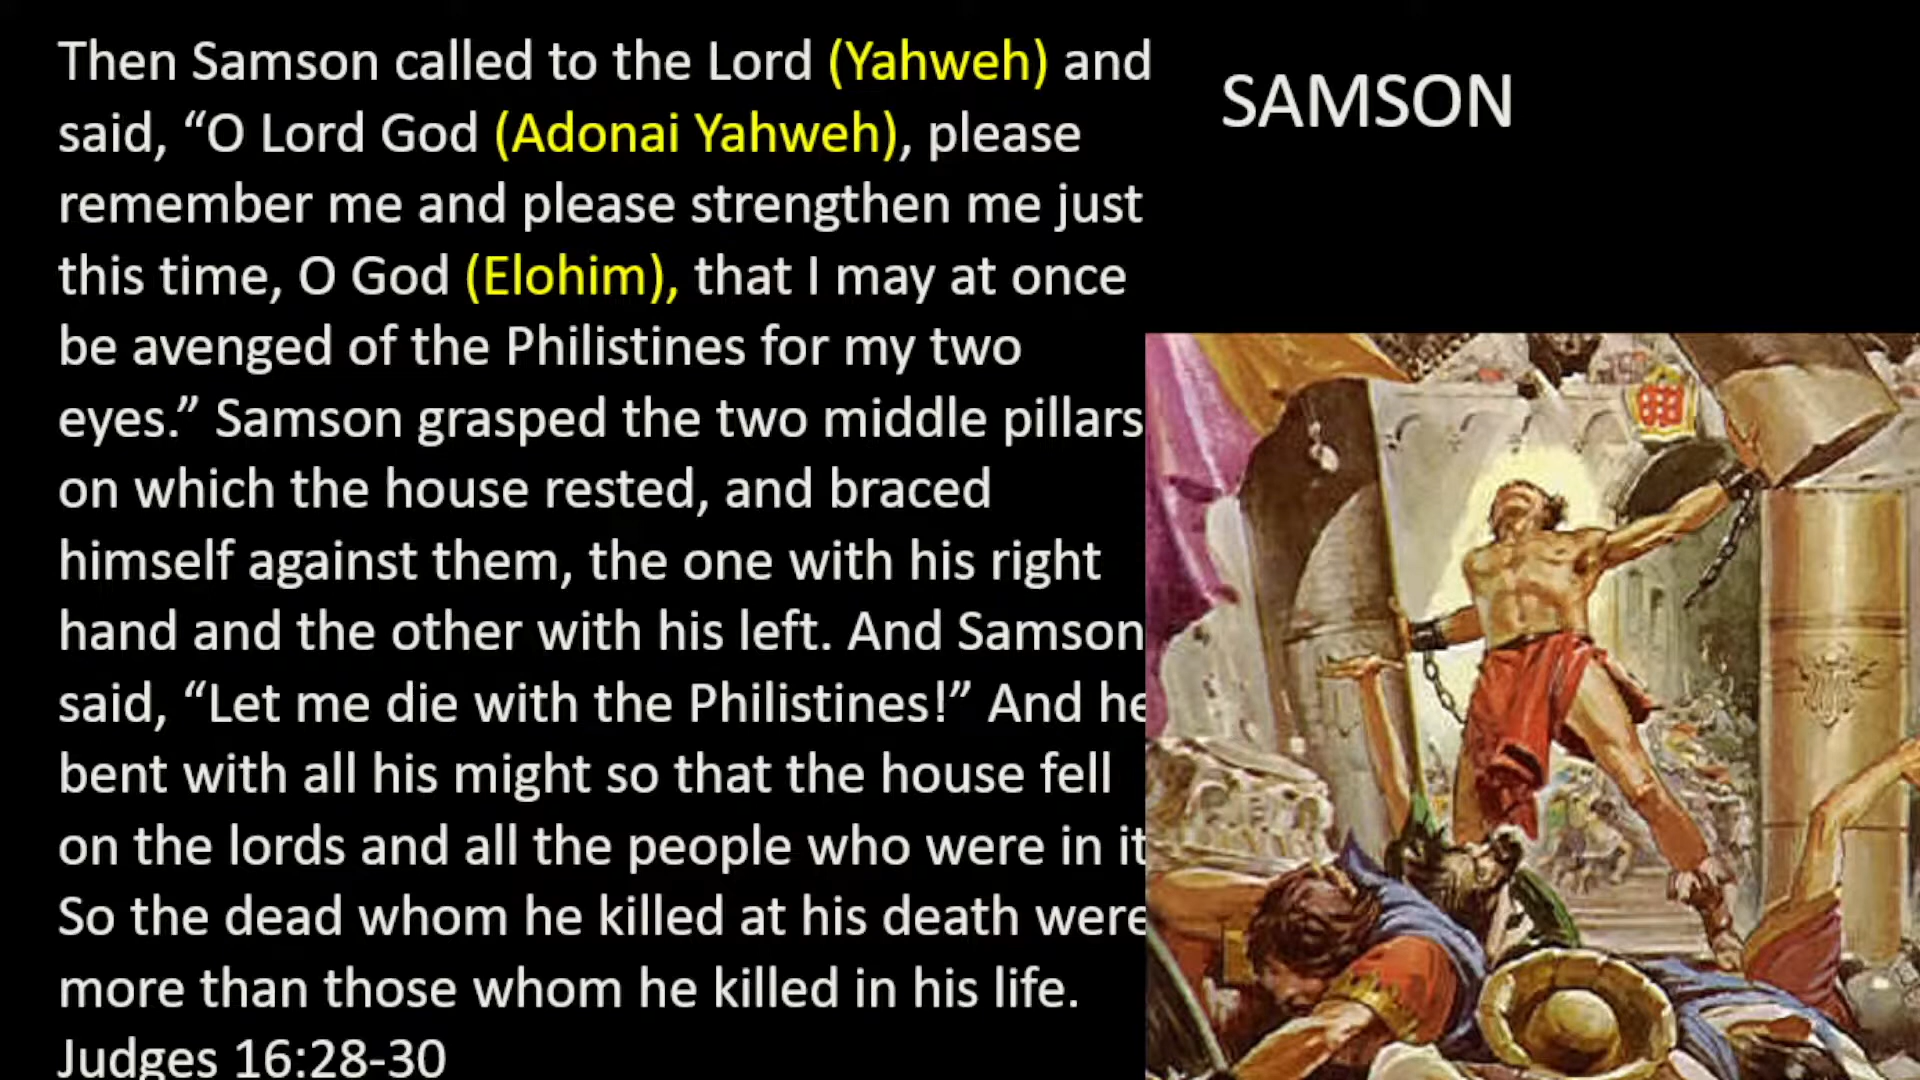 Then Samson called to the Lord (Yahweh) and
said, “O Lord God (Adonai Yahweh), please
remember me and please strengthen me just
this time, O God (Elohim), that I may at once
be avenged of the Philistines for my two
eyes.” Samson grasped the two middle pillars
on which the house rested, and braced
himself against them, the one with his right
hand and the other with his left. And Samson
said, “Let me die with the Philistines!” And he
bent with all his might so that the house fell
on the lords and all the people who were in it
So the dead whom he killed at his death were
more than those whom he killed in his life.
Judges 16:28-30
SAMSON